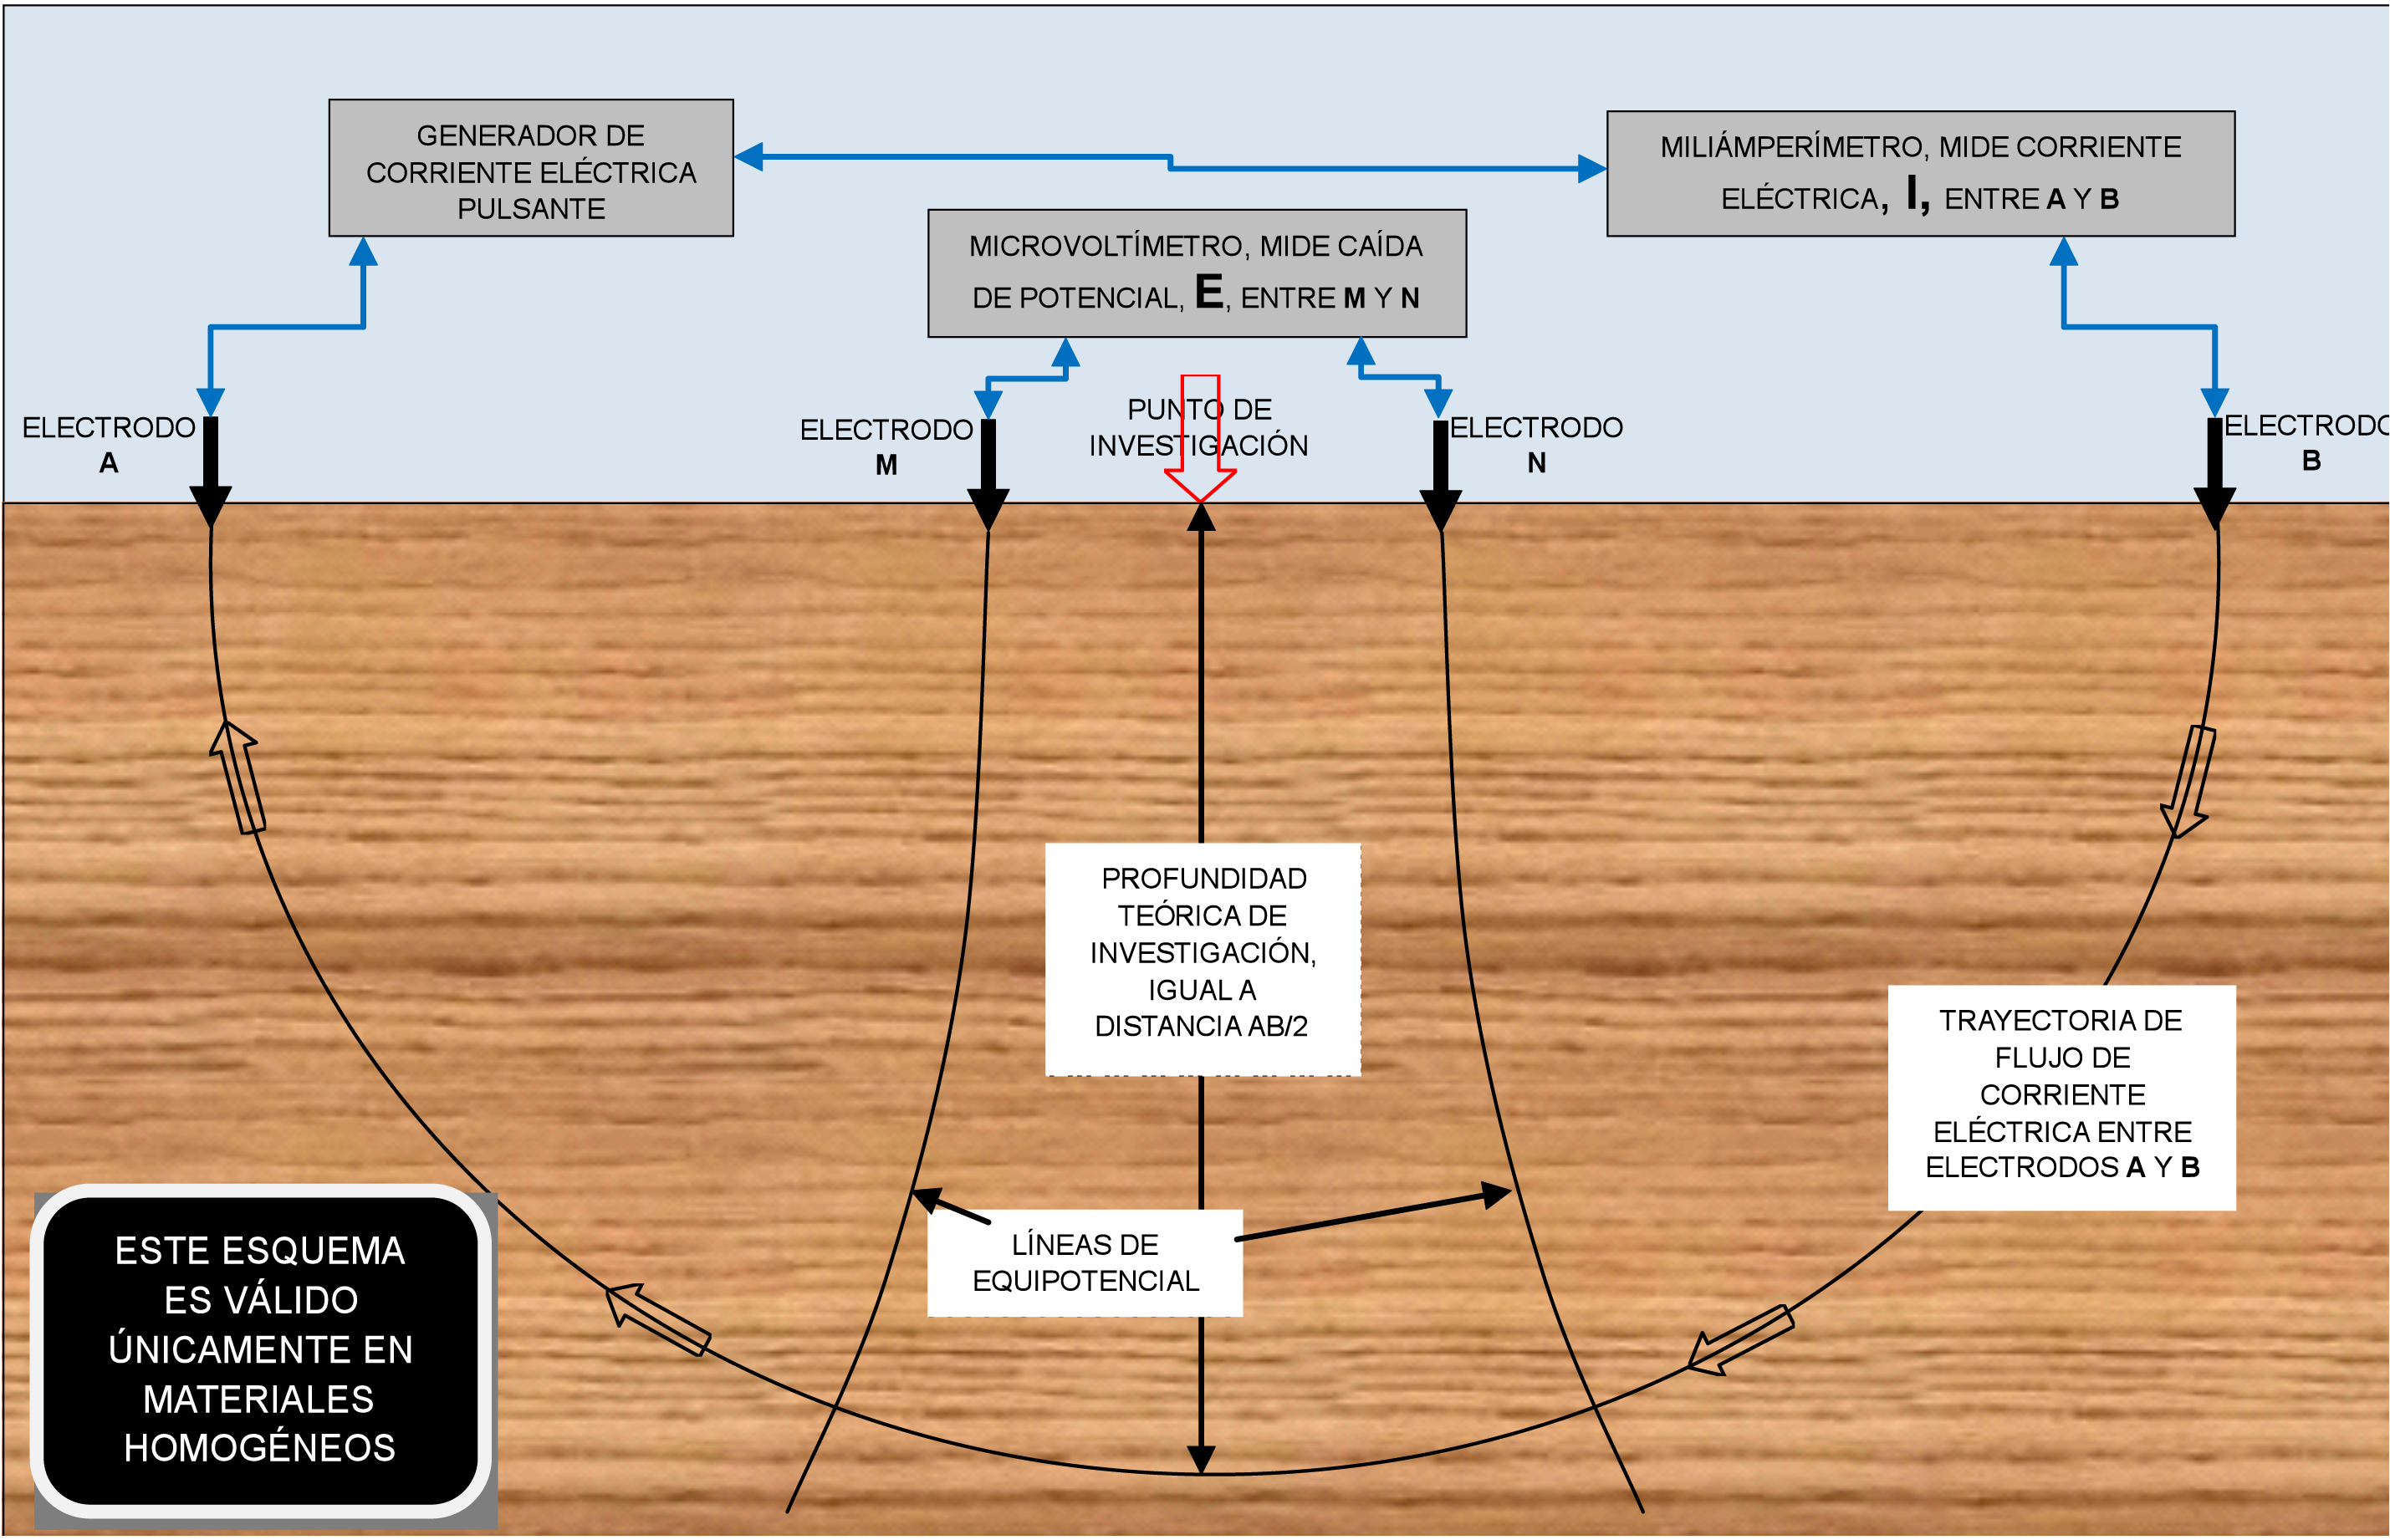 GENERADOR DE
CORRIENTE ELÉCTRICA
PULSANTE
MILIÁMPERÍMETRO, MIDE CORRIENTE
ELÉCTRICA, I, ENTRE A Y B
MICROVOLTÍMETRO, MIDE CAÍDA
DE POTENCIAL, E, ENTRE M Y N
ELECTRODO
A
ELECTRODO
M
PUNTO DE
INVESTIGACIÓN
ELECTRODO
N
ELECTRODO
B
PROFUNDIDAD
TEÓRICA DE
INVESTIGACIÓN,
IGUAL A
DISTANCIA AB/2
TRAYECTORIA DE
FLUJO DE
CORRIENTE
ELÉCTRICA ENTRE
ELECTRODOS A Y B
LÍNEAS DE
EQUIPOTENCIAL
ESTE ESQUEMA
ES VÁLIDO
ÚNICAMENTE EN
MATERIALES
HOMOGÉNEOS